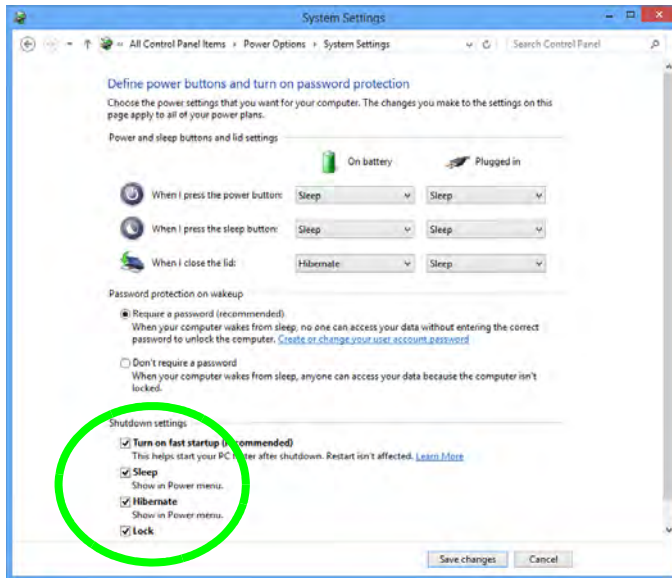 System Settings
All Control Panel Items Power Options System Settings Search Control Panel
Define power buttons and turn on password protection
Choose the power settings that you want for your computer. The changes you make to the settings on this
page apply to all of your power plans.
Power and sleep buttons and lid settings
On battery Plugged in
When I press the power button: Sleep Sleep
When I press the sleep button: Sleep Sleep
When I close the lid: Hibernate Sleep
Password protection on wakeup
Require a password (recommended)
When your computer wakes from sleep, no one can access your data without entering the correct
password to unlock the computer. Create or change your user account password
Don't require a password
When your computer wakes from sleep, anyone can access your data because the computer isn't
locked.
Shutdown settings
Turn on fast startup (recommended)
This helps start your PC faster after shutdown. Restart isn't affected. Learn More
Sleep
Show in Power menu.
Hibernate
Show in Power menu.
Lock
Save changes Cancel